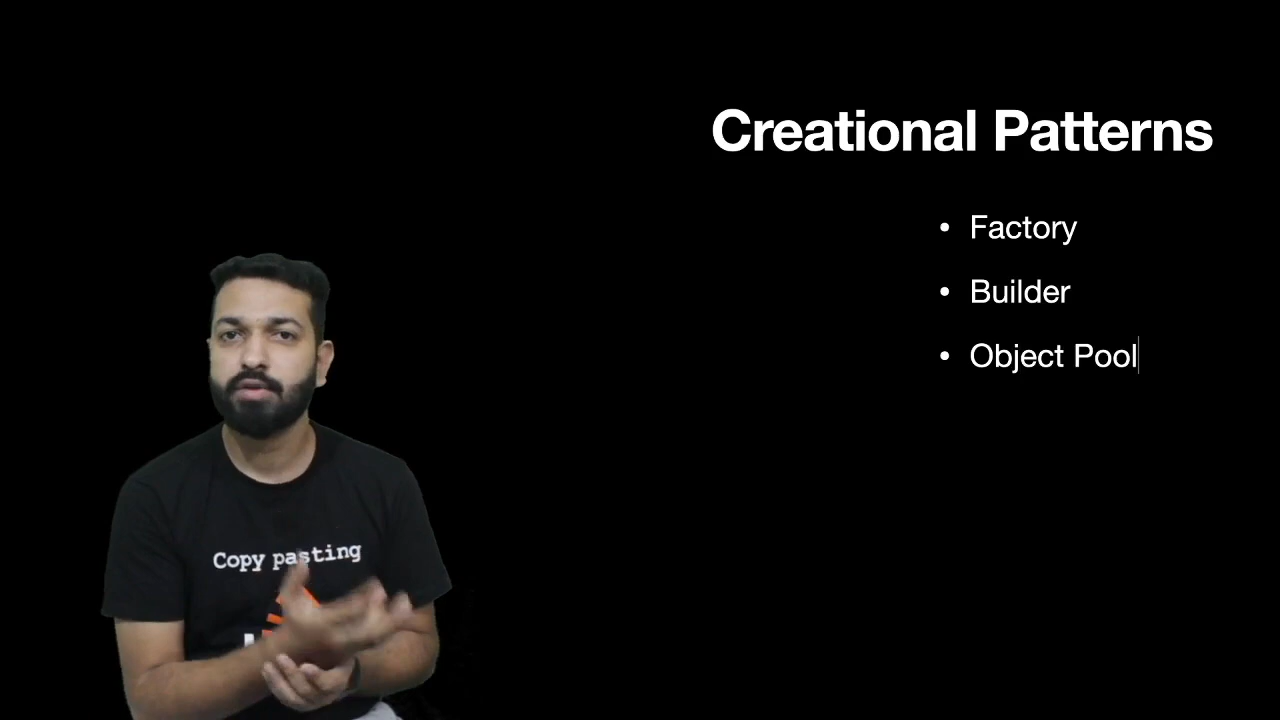 Creational Patterns
• Factory
• Builder
• Object Pool
Copy pasting